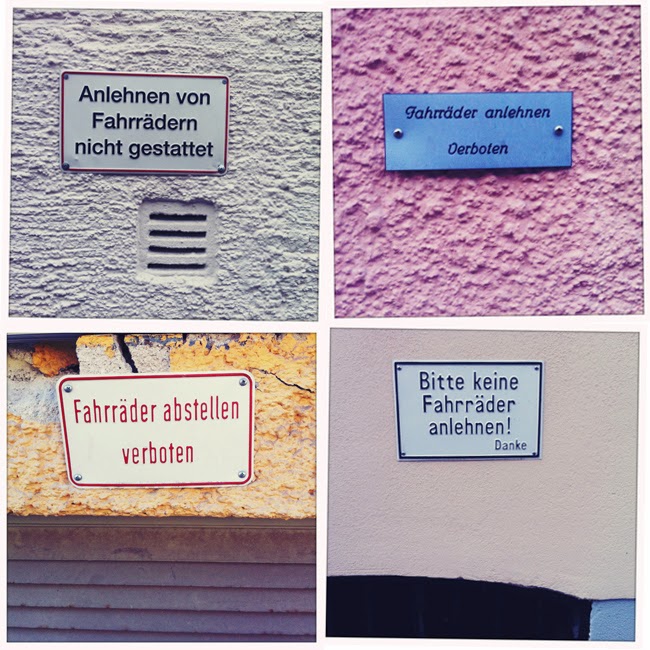 Anlehnen von
Fahrrädern
nicht gestattet
Fahrräder anlehnen
Verboten
Fahrräder abstellen
verboten
Bitte keine
Fahrräder
anlehnen!
Danke